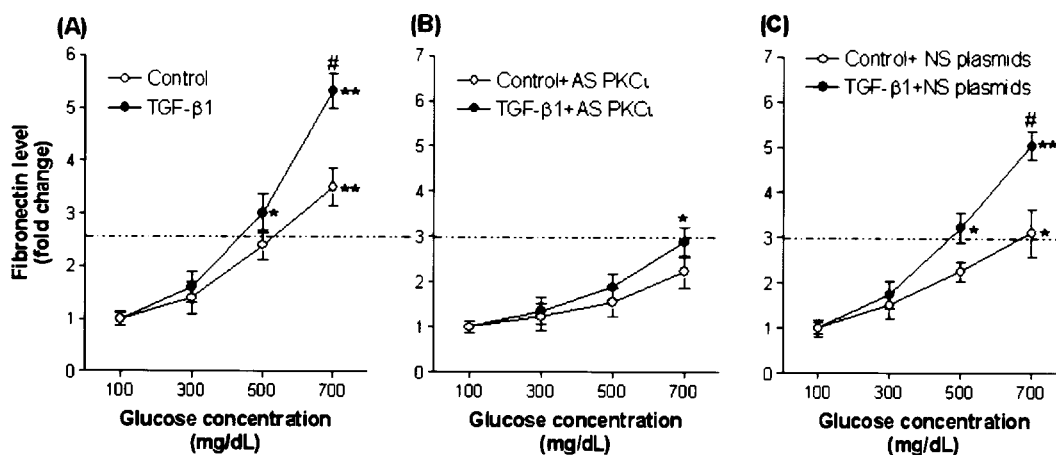 (A)
6
5
4
3
2
1
0
Fibronectin level
(fold change)
Control
TGF-β1
#
**
**
*
100 300 500 700
Glucose concentration
(mg/dL)
(B)
7
6
5
4
3
2
1
0
Control+AS PKCι
TGF-β1+AS PKCι
*
100 300 500 700
Glucose concentration
(mg/dL)
(C)
7
6
5
4
3
2
1
0
Control+ NS plasmids
TGF-β1+NS plasmids
#
**
*
*
100 300 500 700
Glucose concentration
(mg/dL)